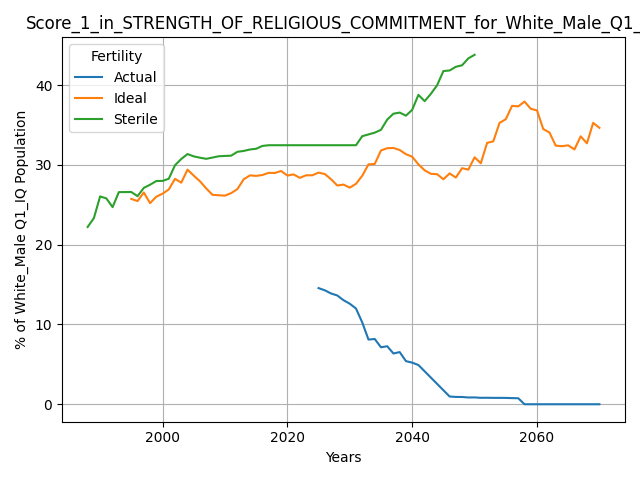 Score_1_in_STRENGTH_OF_RELIGIOUS_COMMITMENT_for_White_Male_Q1_
Fertility
Actual
Ideal
Sterile
% of White_Male Q1_IQ Population
40
30
20
10
0
2000 2020 2040 2060
Years